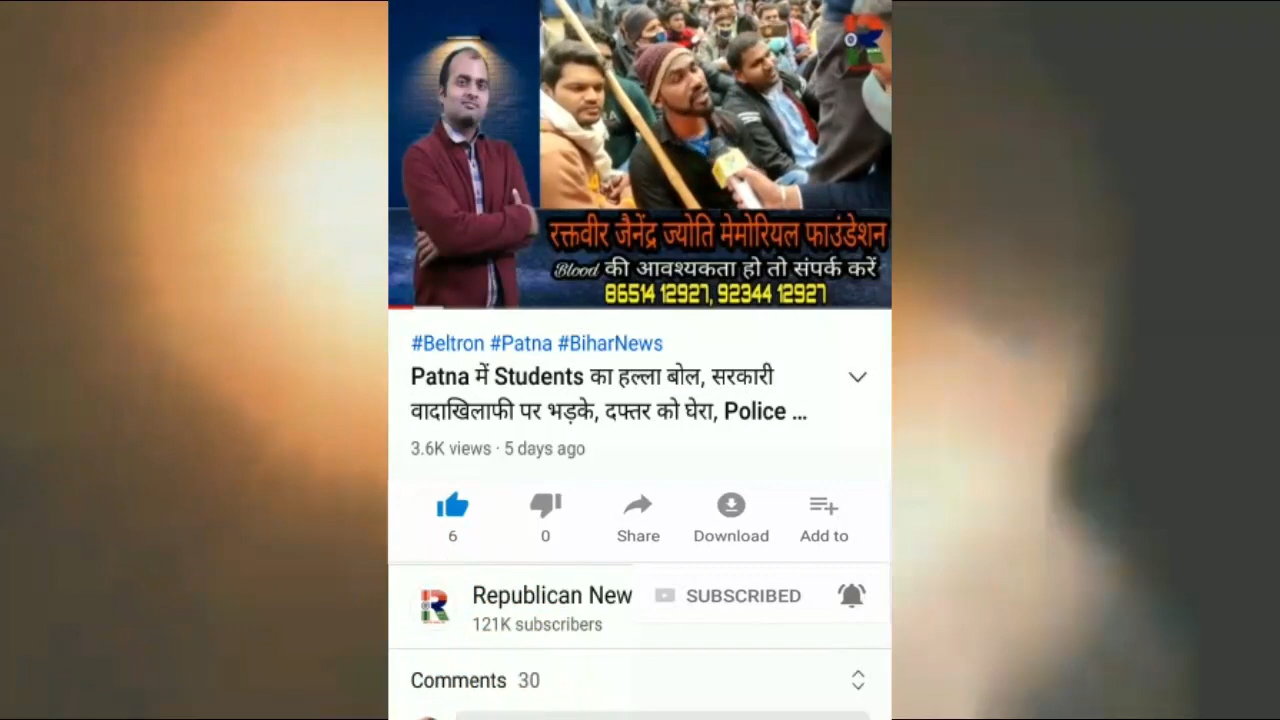 रक्तवीर जैनेंद्र ज्योति मेमोरियल फाउंडेशन
Blood की आवश्यकता हो तो संपर्क करें
86514 12927, 92344 12927
#Beltron #Patna #BiharNews
Patna में Students का हल्ला बोल, सरकारी
वादाखिलाफी पर भड़के, दफ्तर को घेरा, Police ...
3.6K views · 5 days ago
6
0
Share
Download
Add to
Republican New
SUBSCRIBED
121K subscribers
Comments 30